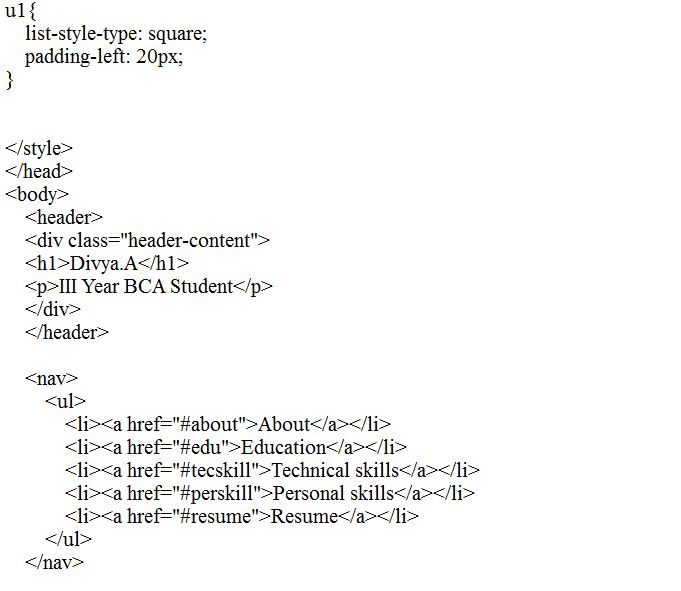 u1{
list-style-type: square;
padding-left: 20px;
}
</style>
</head>
<body>
<header>
<div class="header-content">
<h1>Divya.A</h1>
<p>III Year BCA Student</p>
</div>
</header>
<nav>
<ul>
<li><a href="#about">About</a></li>
<li><a href="#edu">Education</a></li>
<li><a href="#tecskill">Technical skills</a></li>
<li><a href="#perskill">Personal skills</a></li>
<li><a href="#resume">Resume</a></li>
</ul>
</nav>